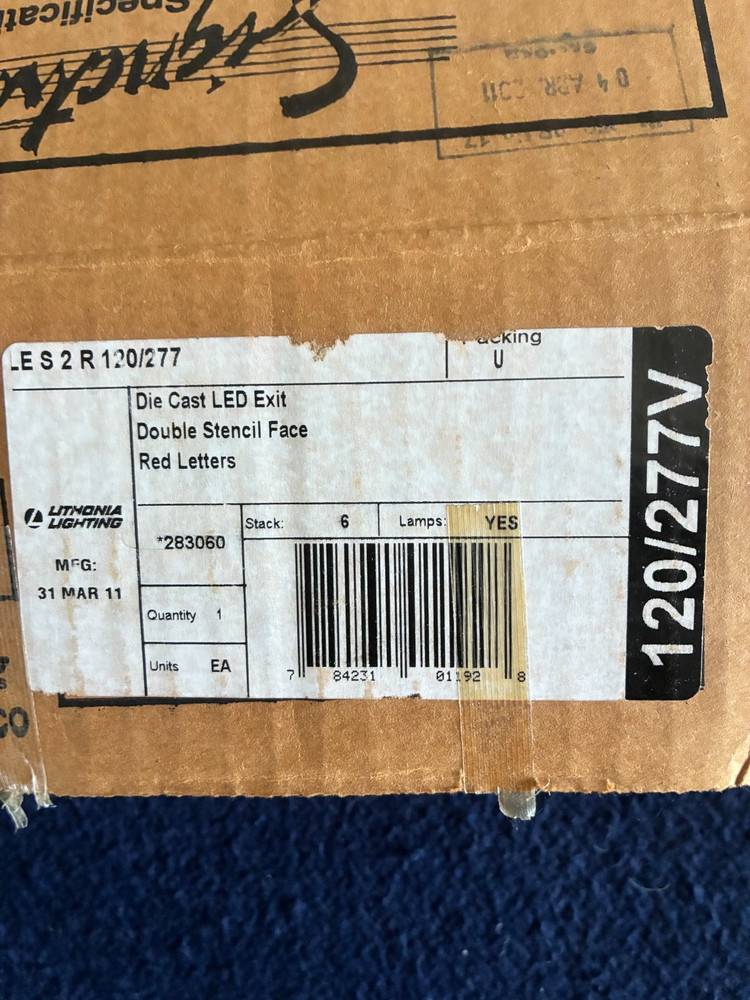 Specificati
Signatu
04 ABR. 2011
LE S 2 R 120/277
Packing
U
Die Cast LED Exit
Double Stencil Face
Red Letters
LITHONIA
LIGHTING
MFG:
31 MAR 11
*283060
Stack: 6
Lamps: YES
Quantity 1
Units EA
7 84231 01192 8
120/277V
CO